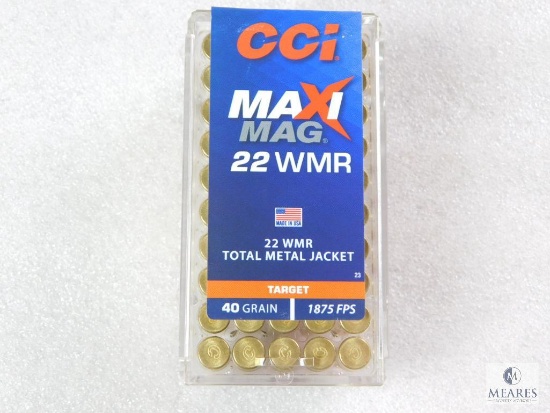 CCi
MAXI
MAG
22 WMR
MADE IN USA
22 WMR
TOTAL METAL JACKET
23
TARGET
40 GRAIN 1875 FPS
M
MEARES